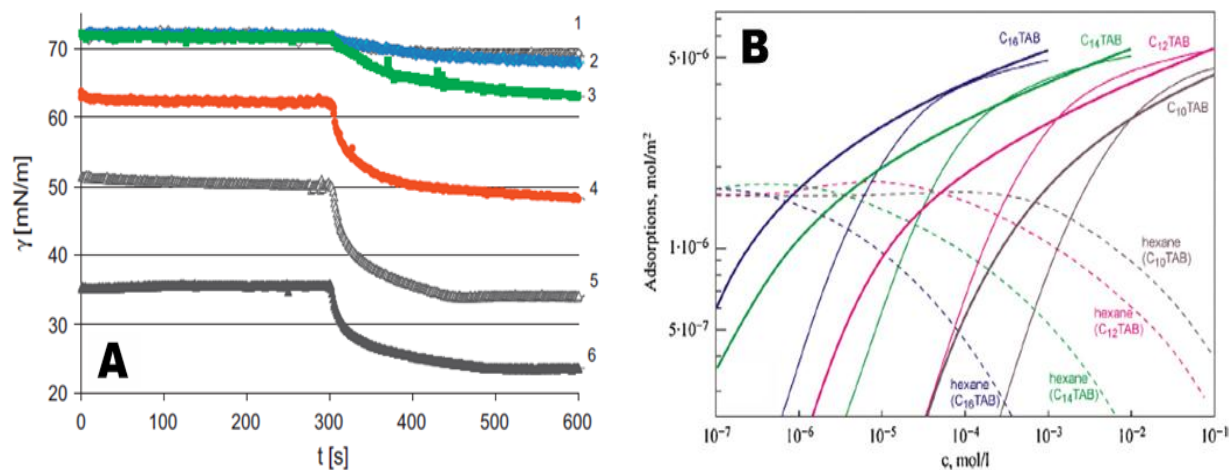 A
γ [mN/m]
70
60
50
40
30
20
0
100
200
300
400
500
600
t [s]
1
2
3
4
5
6
B
Adsorptions, mol/m²
5·10⁻⁶
1·10⁻⁶
5·10⁻⁷
10⁻⁷
10⁻⁶
10⁻⁵
10⁻⁴
10⁻³
10⁻²
10⁻¹
c, mol/l
C₁₆TAB
C₁₄TAB
C₁₂TAB
C₁₀TAB
hexane
(C₁₀TAB)
hexane
(C₁₂TAB)
hexane
(C₁₄TAB)
hexane
(C₁₆TAB)